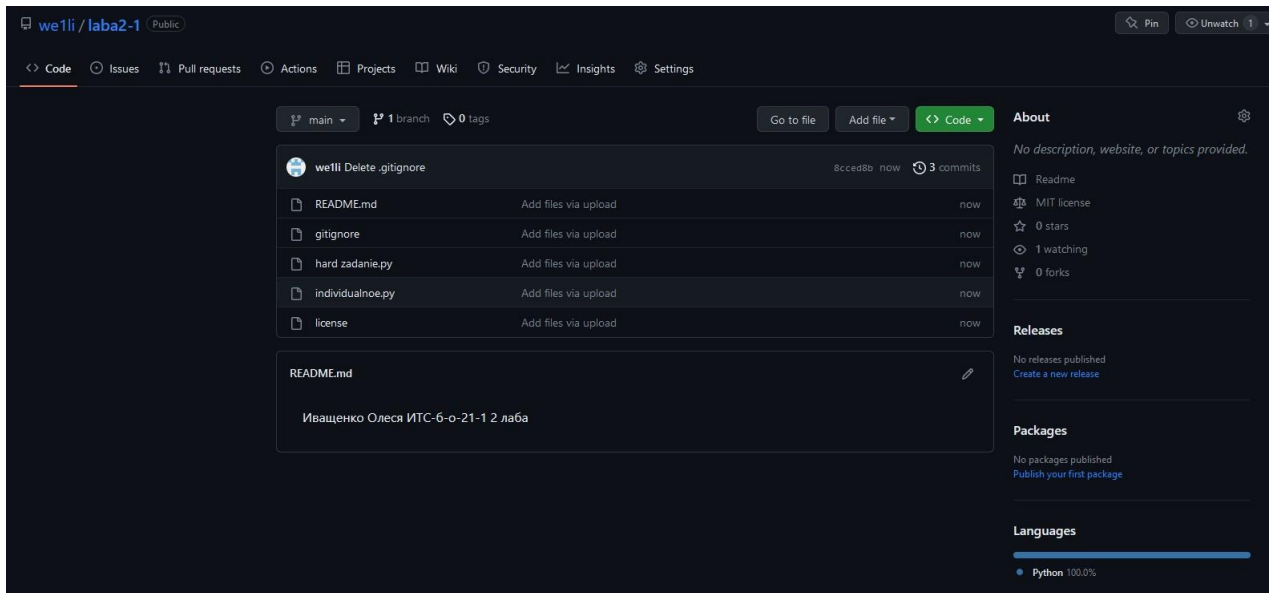 we1li / laba2-1 Public
Pin
Unwatch 1
Code
Issues
Pull requests
Actions
Projects
Wiki
Security
Insights
Settings
main
1 branch
0 tags
Go to file
Add file
Code
we1li Delete .gitignore
8cced8b now
3 commits
README.md Add files via upload now
gitignore Add files via upload now
hard zadanie.py Add files via upload now
individualnoe.py Add files via upload now
license Add files via upload now
README.md
Иващенко Олеся ИТС-б-о-21-1 2 лаба
About
No description, website, or topics provided.
Readme
MIT license
0 stars
1 watching
0 forks
Releases
No releases published
Create a new release
Packages
No packages published
Publish your first package
Languages
Python 100.0%